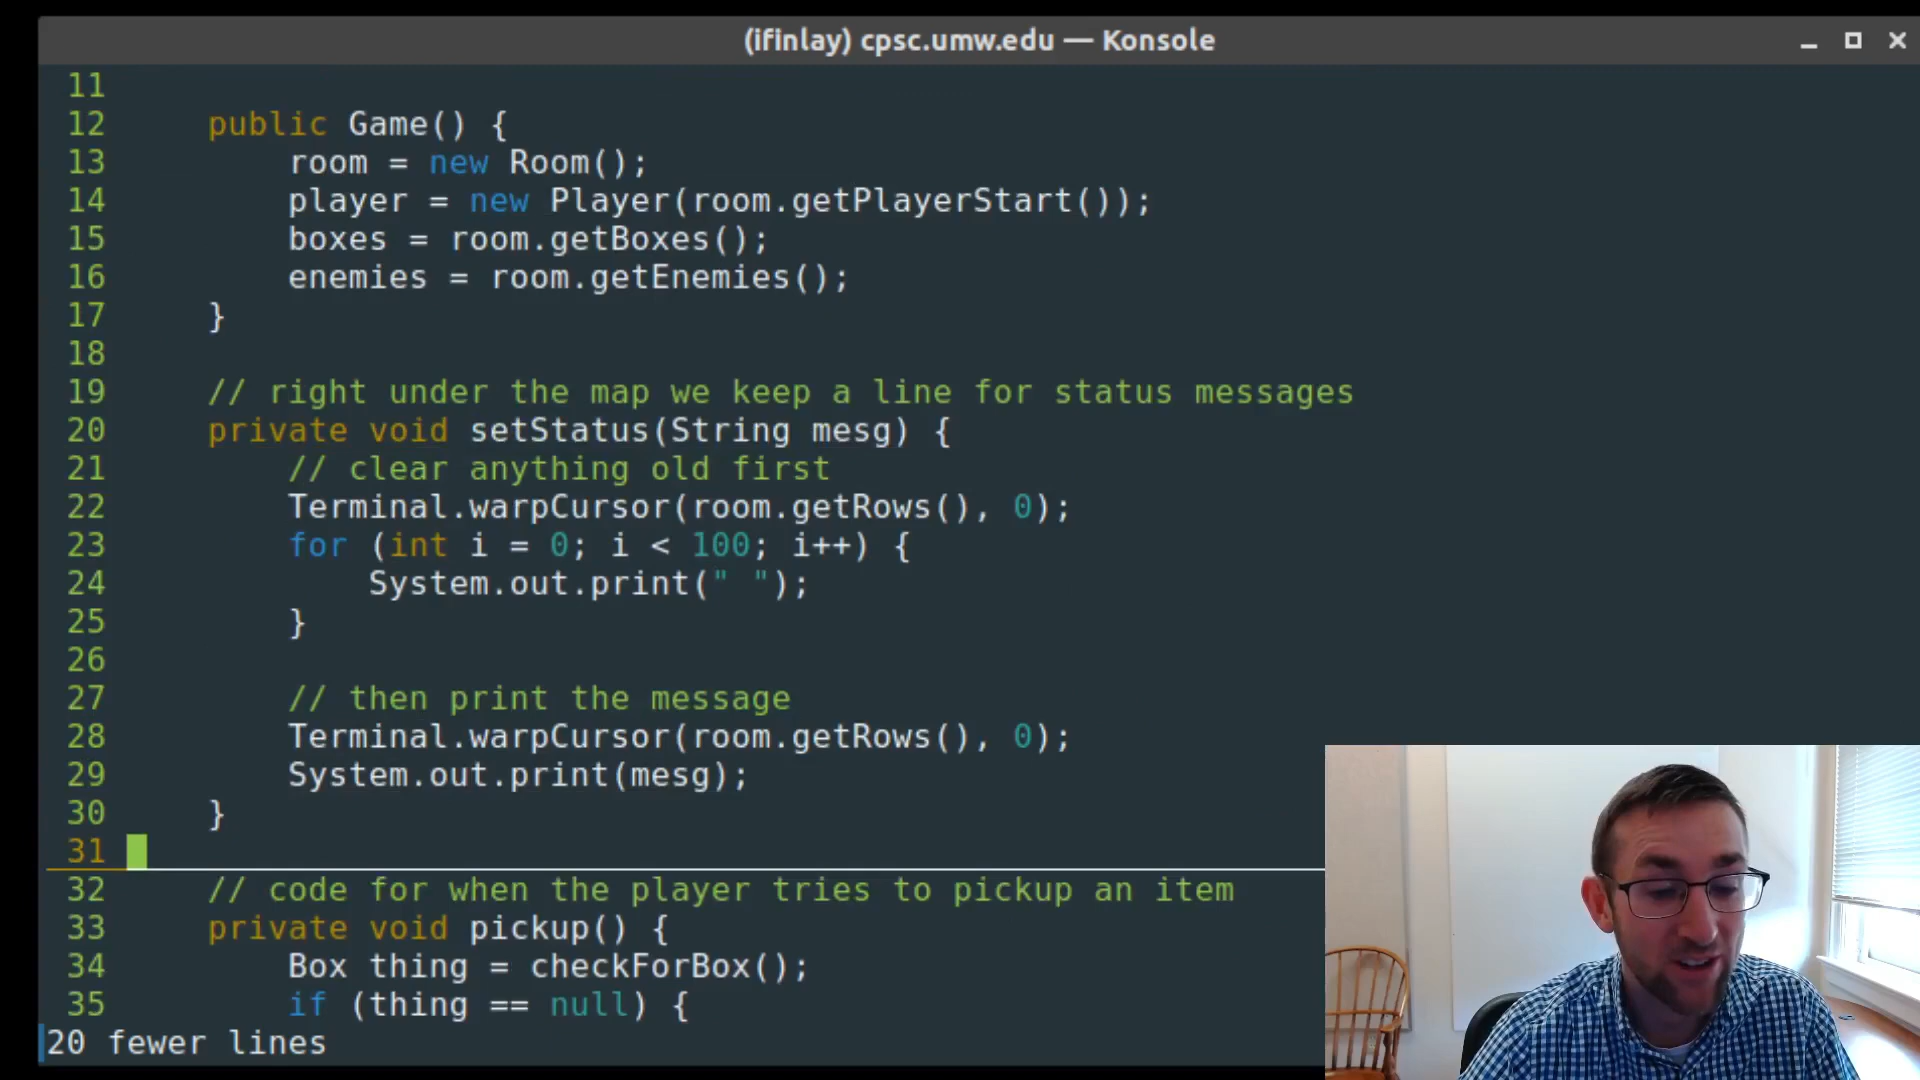 (ifinlay) cpsc.umw.edu — Konsole
11
12 public Game() {
13 room = new Room();
14 player = new Player(room.getPlayerStart());
15 boxes = room.getBoxes();
16 enemies = room.getEnemies();
17 }
18
19 // right under the map we keep a line for status messages
20 private void setStatus(String mesg) {
21 // clear anything old first
22 Terminal.warpCursor(room.getRows(), 0);
23 for (int i = 0; i < 100; i++) {
24 System.out.print(" ");
25 }
26
27 // then print the message
28 Terminal.warpCursor(room.getRows(), 0);
29 System.out.print(mesg);
30 }
31
32 // code for when the player tries to pickup an item
33 private void pickup() {
34 Box thing = checkForBox();
35 if (thing == null) {
20 fewer lines